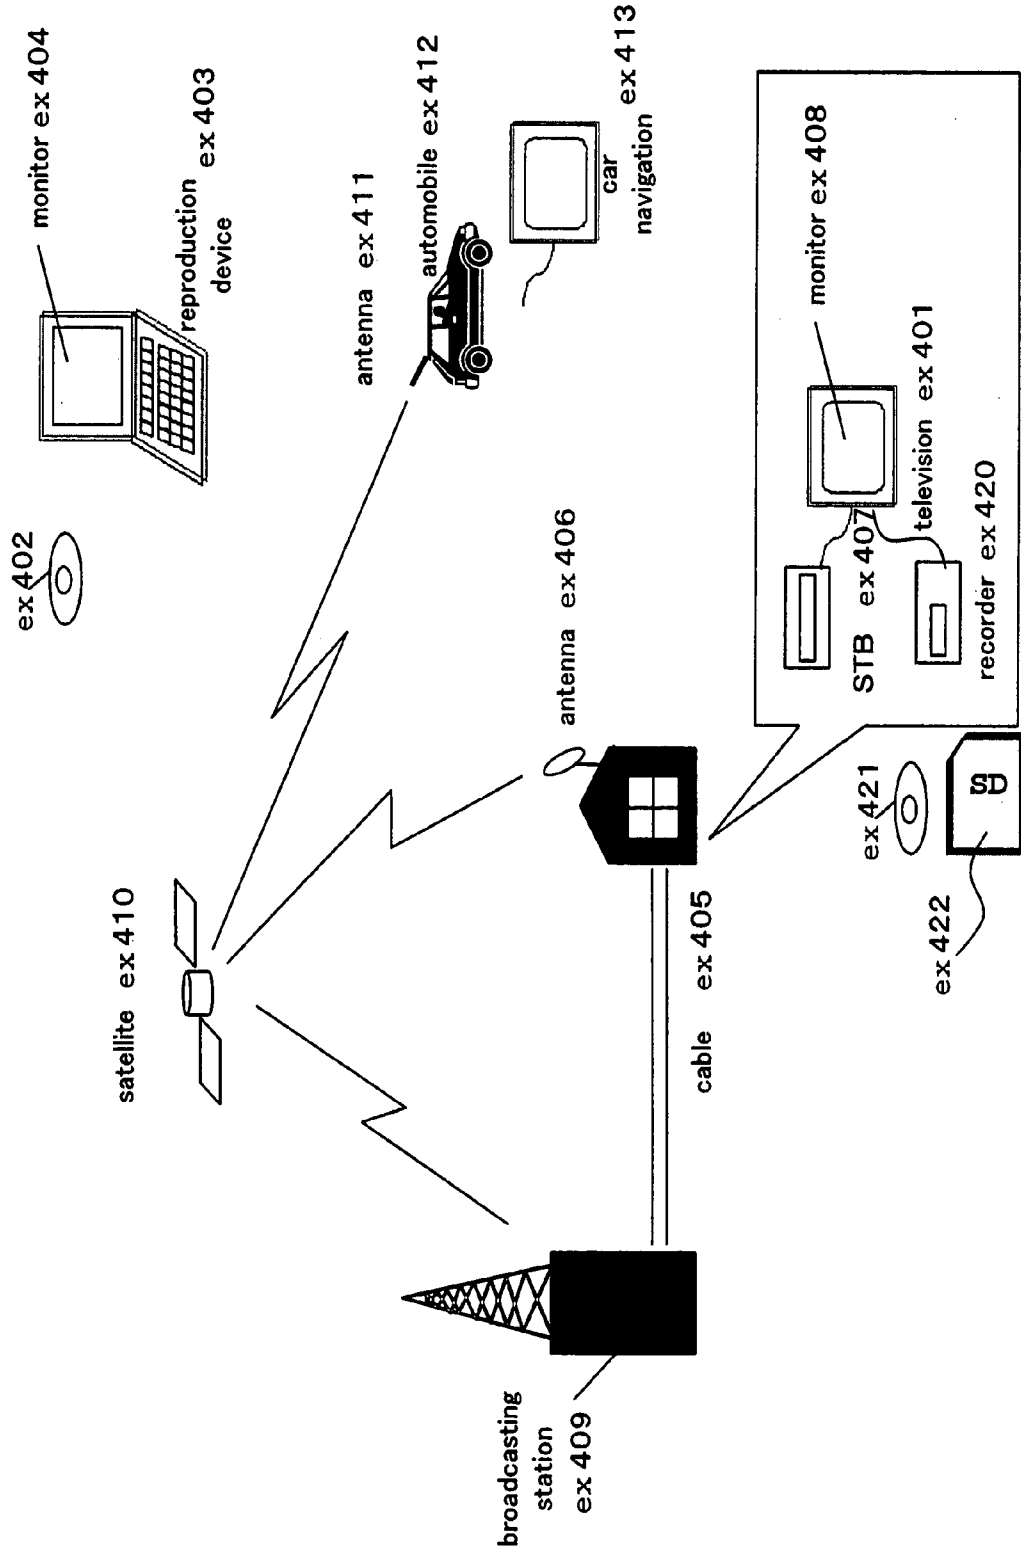 ex 402
monitor ex 404
reproduction
device
ex 403
satellite ex 410
antenna ex 411
automobile ex 412
car
navigation
ex 413
antenna ex 406
broadcasting
station
ex 409
cable ex 405
monitor ex 408
STB ex 407
television ex 401
recorder ex 420
ex 421
SD
ex 422